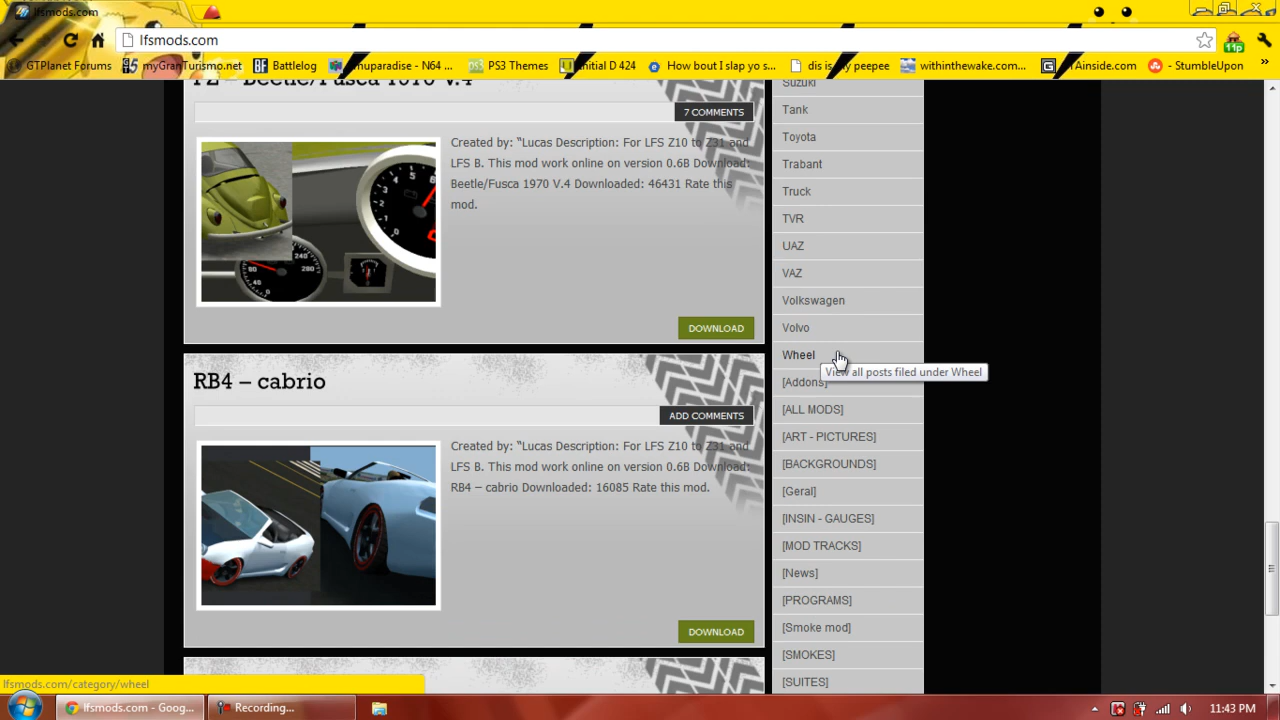 lfsmods.com
lfsmods.com
GTPlanet Forums
myGranTurismo.net
BF Battlelog
PS3 Themes
Initial D 424
How bout I slap yo s...
dis is my peepee
withinthewake.com...
- StumbleUpon
11p
»
FZ – Beetle/Fusca 1970 V.4
7 COMMENTS
Created by: “Lucas Description: For LFS Z10 to Z31 and
LFS B. This mod work online on version 0.6B Download:
Beetle/Fusca 1970 V.4 Downloaded: 46431 Rate this
mod.
DOWNLOAD
RB4 – cabrio
ADD COMMENTS
Created by: “Lucas Description: For LFS Z10 to Z31 and
LFS B. This mod work online on version 0.6B Download:
RB4 – cabrio Downloaded: 16085 Rate this mod.
DOWNLOAD
Suzuki
Tank
Toyota
Trabant
Truck
TVR
UAZ
VAZ
Volkswagen
Volvo
Wheel
View all posts filed under Wheel
[Addons]
[ALL MODS]
[ART - PICTURES]
[BACKGROUNDS]
[Geral]
[INSIN - GAUGES]
[MOD TRACKS]
[News]
[PROGRAMS]
[Smoke mod]
[SMOKES]
[SUITES]
lfsmods.com/category/wheel
lfsmods.com - Goog...
Recording...
11:43 PM